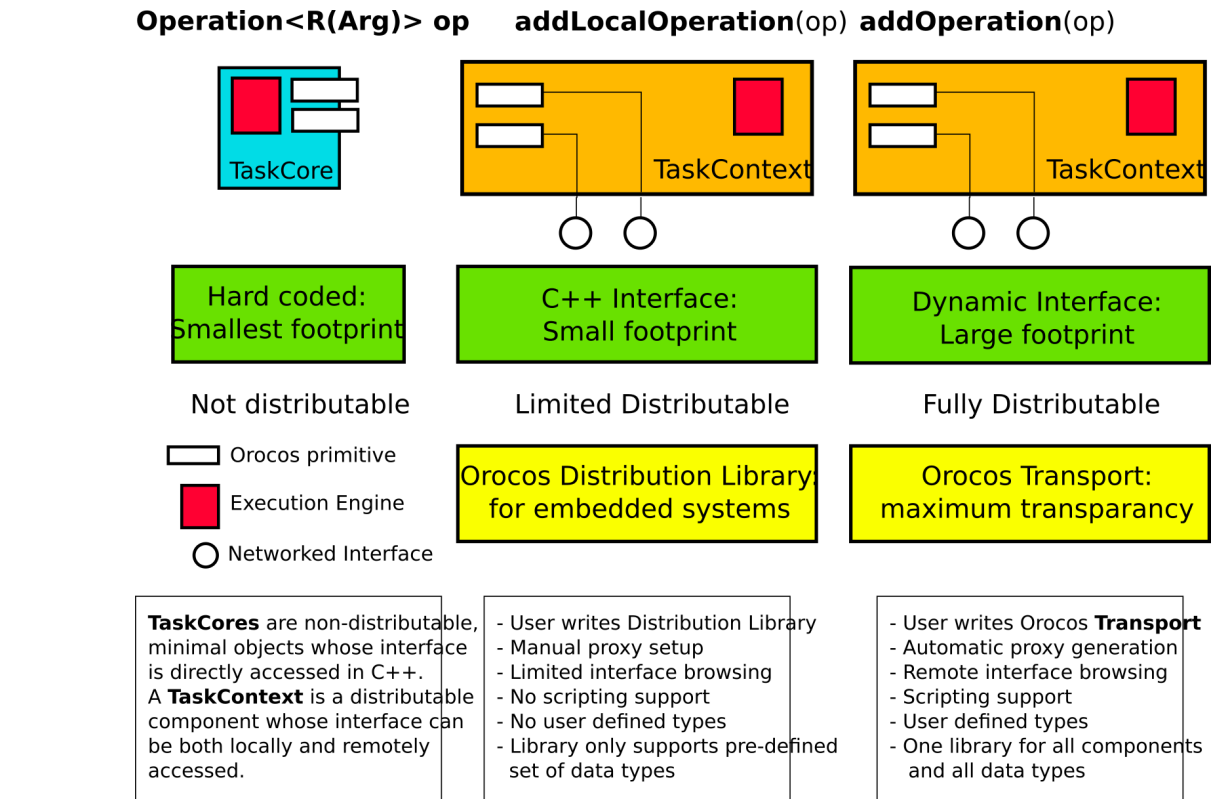 Operation<R(Arg)> op
addLocalOperation(op)
addOperation(op)
TaskCore
TaskContext
TaskContext
Hard coded:
Smallest footprint
C++ Interface:
Small footprint
Dynamic Interface:
Large footprint
Not distributable
Limited Distributable
Fully Distributable
Orocos primitive
Execution Engine
Networked Interface
Orocos Distribution Library:
for embedded systems
Orocos Transport:
maximum transparancy
TaskCores are non-distributable,
minimal objects whose interface
is directly accessed in C++.
A TaskContext is a distributable
component whose interface can
be both locally and remotely
accessed.
- User writes Distribution Library
- Manual proxy setup
- Limited interface browsing
- No scripting support
- No user defined types
- Library only supports pre-defined
set of data types
- User writes Orocos Transport
- Automatic proxy generation
- Remote interface browsing
- Scripting support
- User defined types
- One library for all components
and all data types